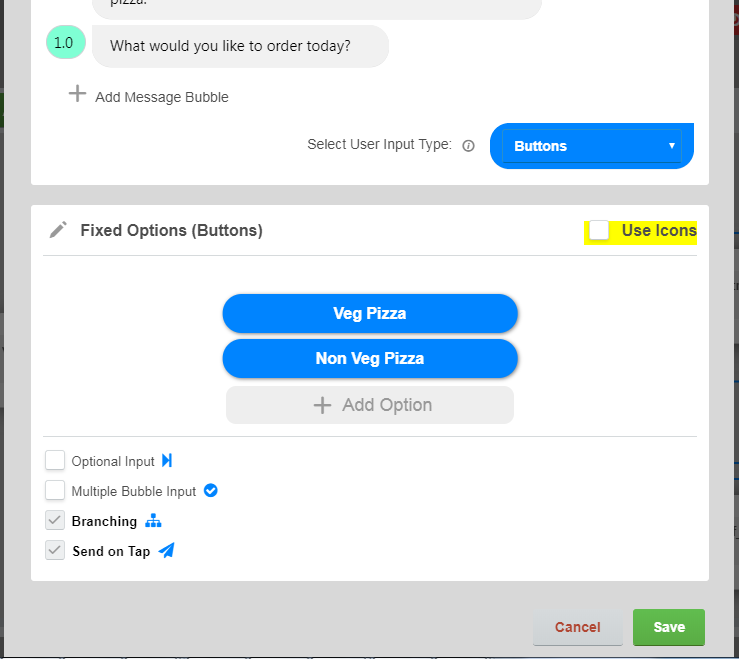 pizza.
1.0
What would you like to order today?
Add Message Bubble
Select User Input Type:
Buttons
Fixed Options (Buttons)
Use Icons
Veg Pizza
Non Veg Pizza
Add Option
Optional Input
Multiple Bubble Input
Branching
Send on Tap
Cancel
Save